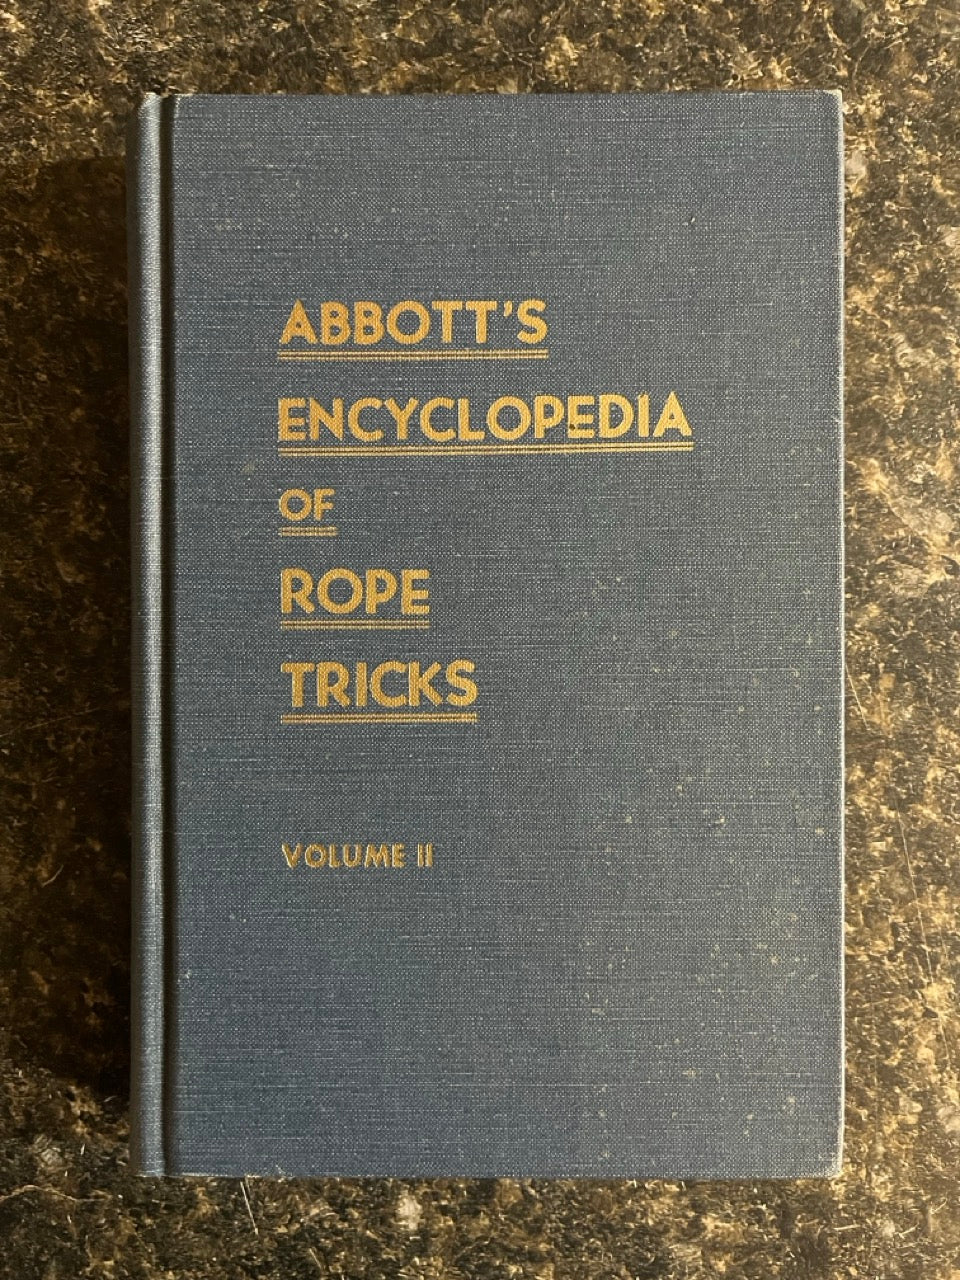 ABBOTT'S
ENCYCLOPEDIA
OF
ROPE
TRICKS
VOLUME II